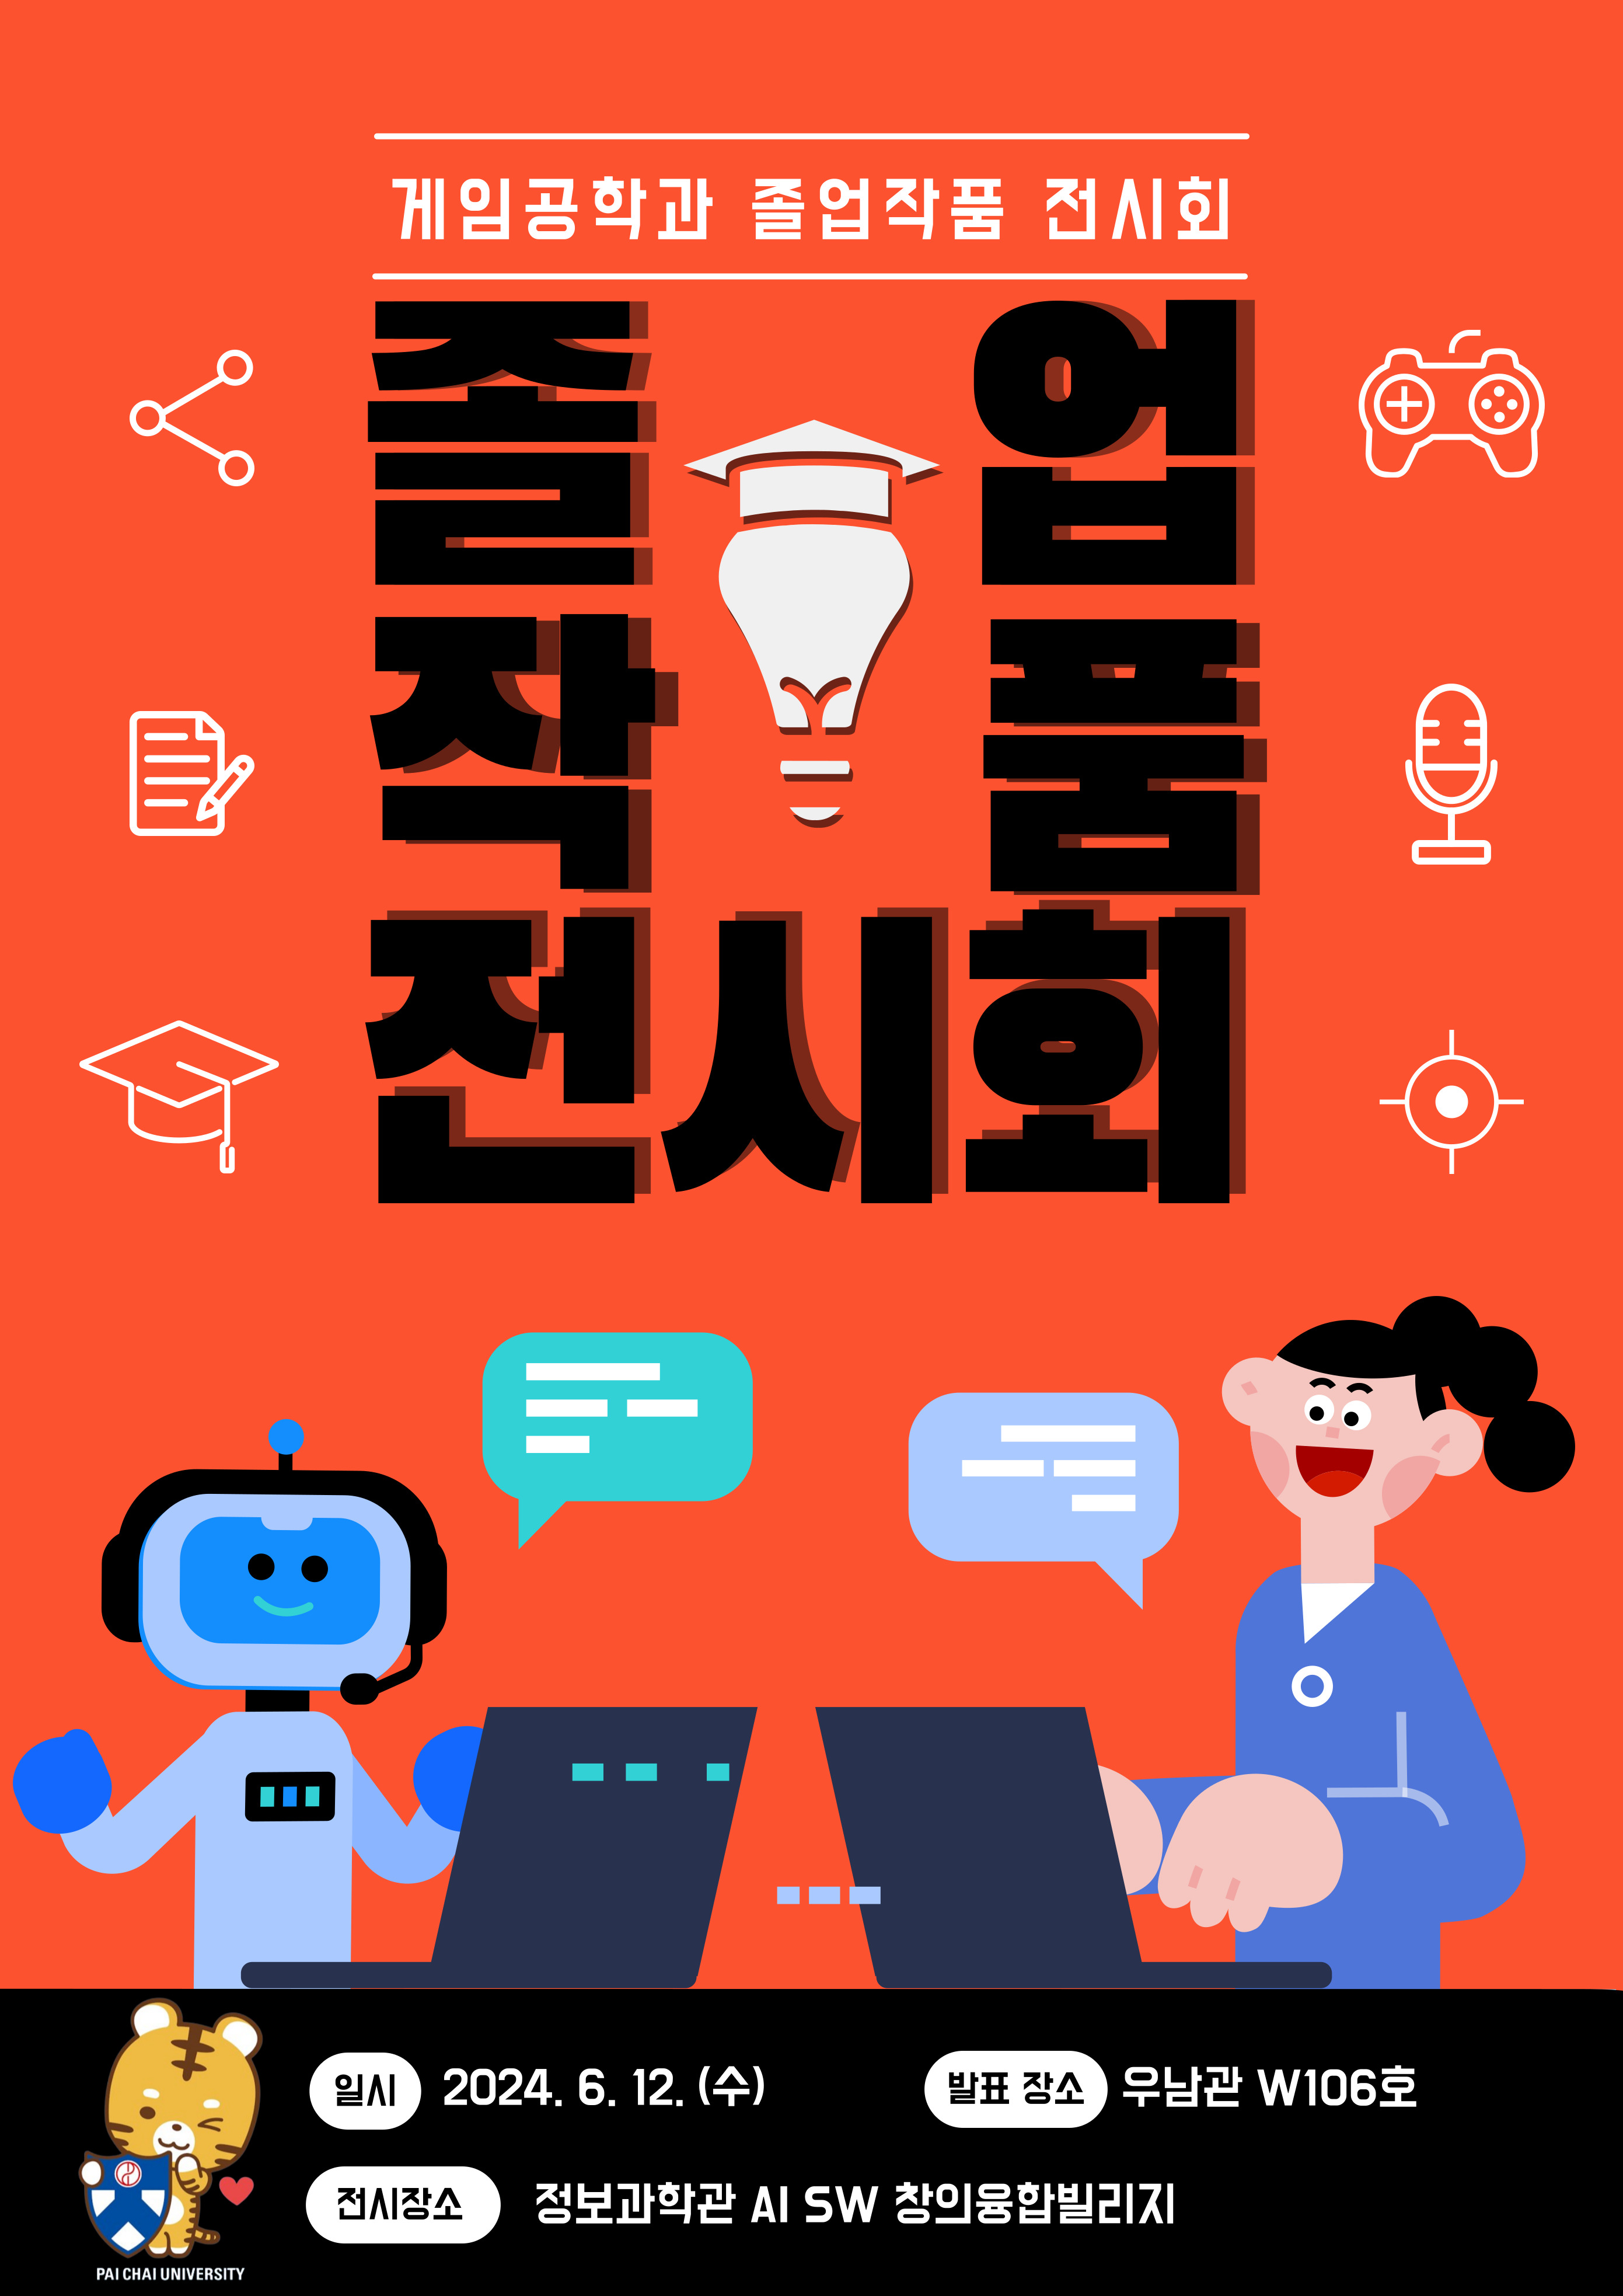 게임공학과 졸업작품 전시회
졸업
작품
전시회
일시 2024. 6. 12. (수)
발표 장소 우남관 W106호
전시장소 정보과학관 AI SW 창의융합빌리지
PAI CHAI UNIVERSITY